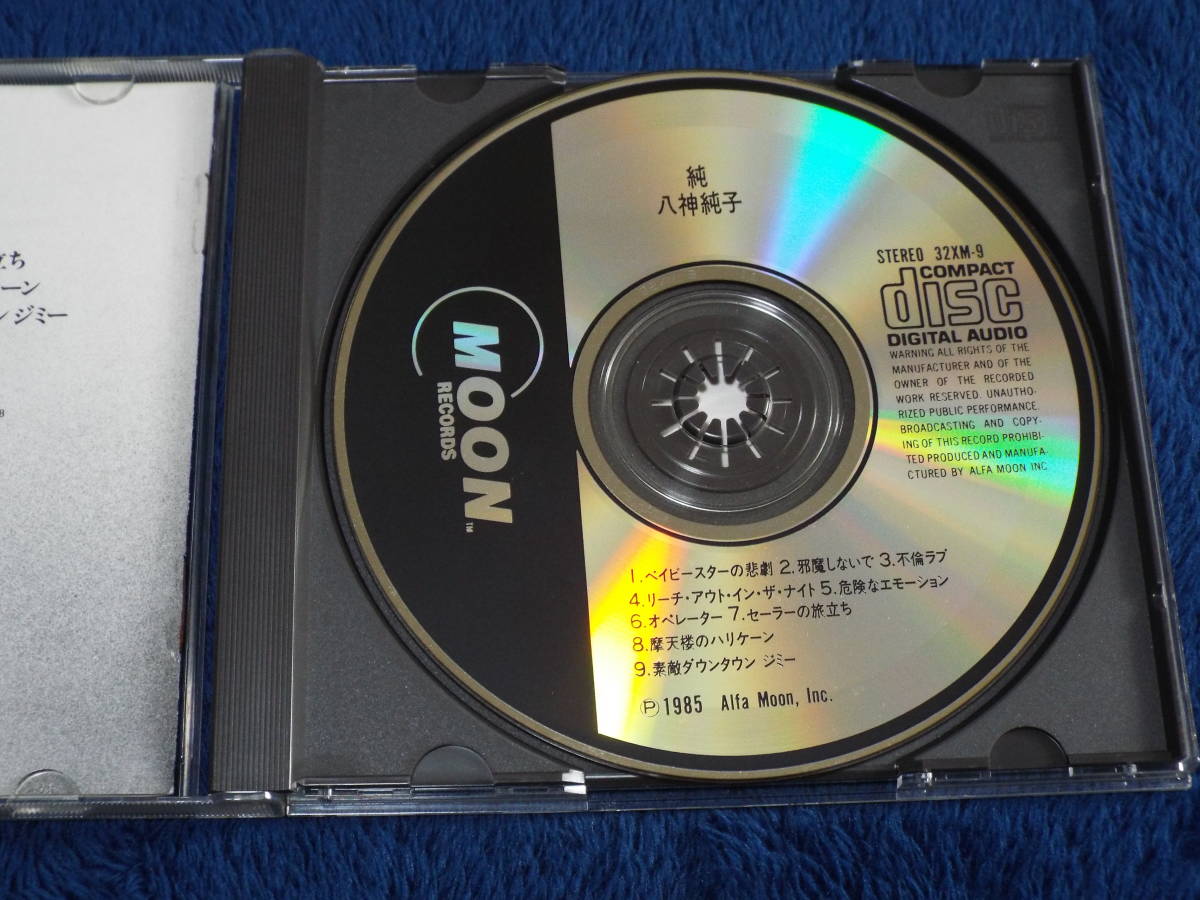 立ち
ーン
ンジミー
8
MOON
RECORDS
TM
純
八神純子
STEREO 32XM-9
COMPACT
disc
DIGITAL AUDIO
WARNING ALL RIGHTS OF THE
MANUFACTURER AND OF THE
OWNER OF THE RECORDED
WORK RESERVED. UNAUTHO-
RIZED PUBLIC PERFORMANCE.
BROADCASTING AND COPY-
ING OF THIS RECORD PROHIBI-
TED PRODUCED AND MANUFA-
CTURED BY ALFA MOON INC
1.ベイビースターの悲劇 2.邪魔しないで 3.不倫ラブ
4.リーチ・アウト・イン・ザ・ナイト 5.危険なエモーション
6.オペレーター 7.セーラーの旅立ち
8.摩天楼のハリケーン
9.素敵ダウンタウン ジミー
Ⓟ1985 Alfa Moon, Inc.